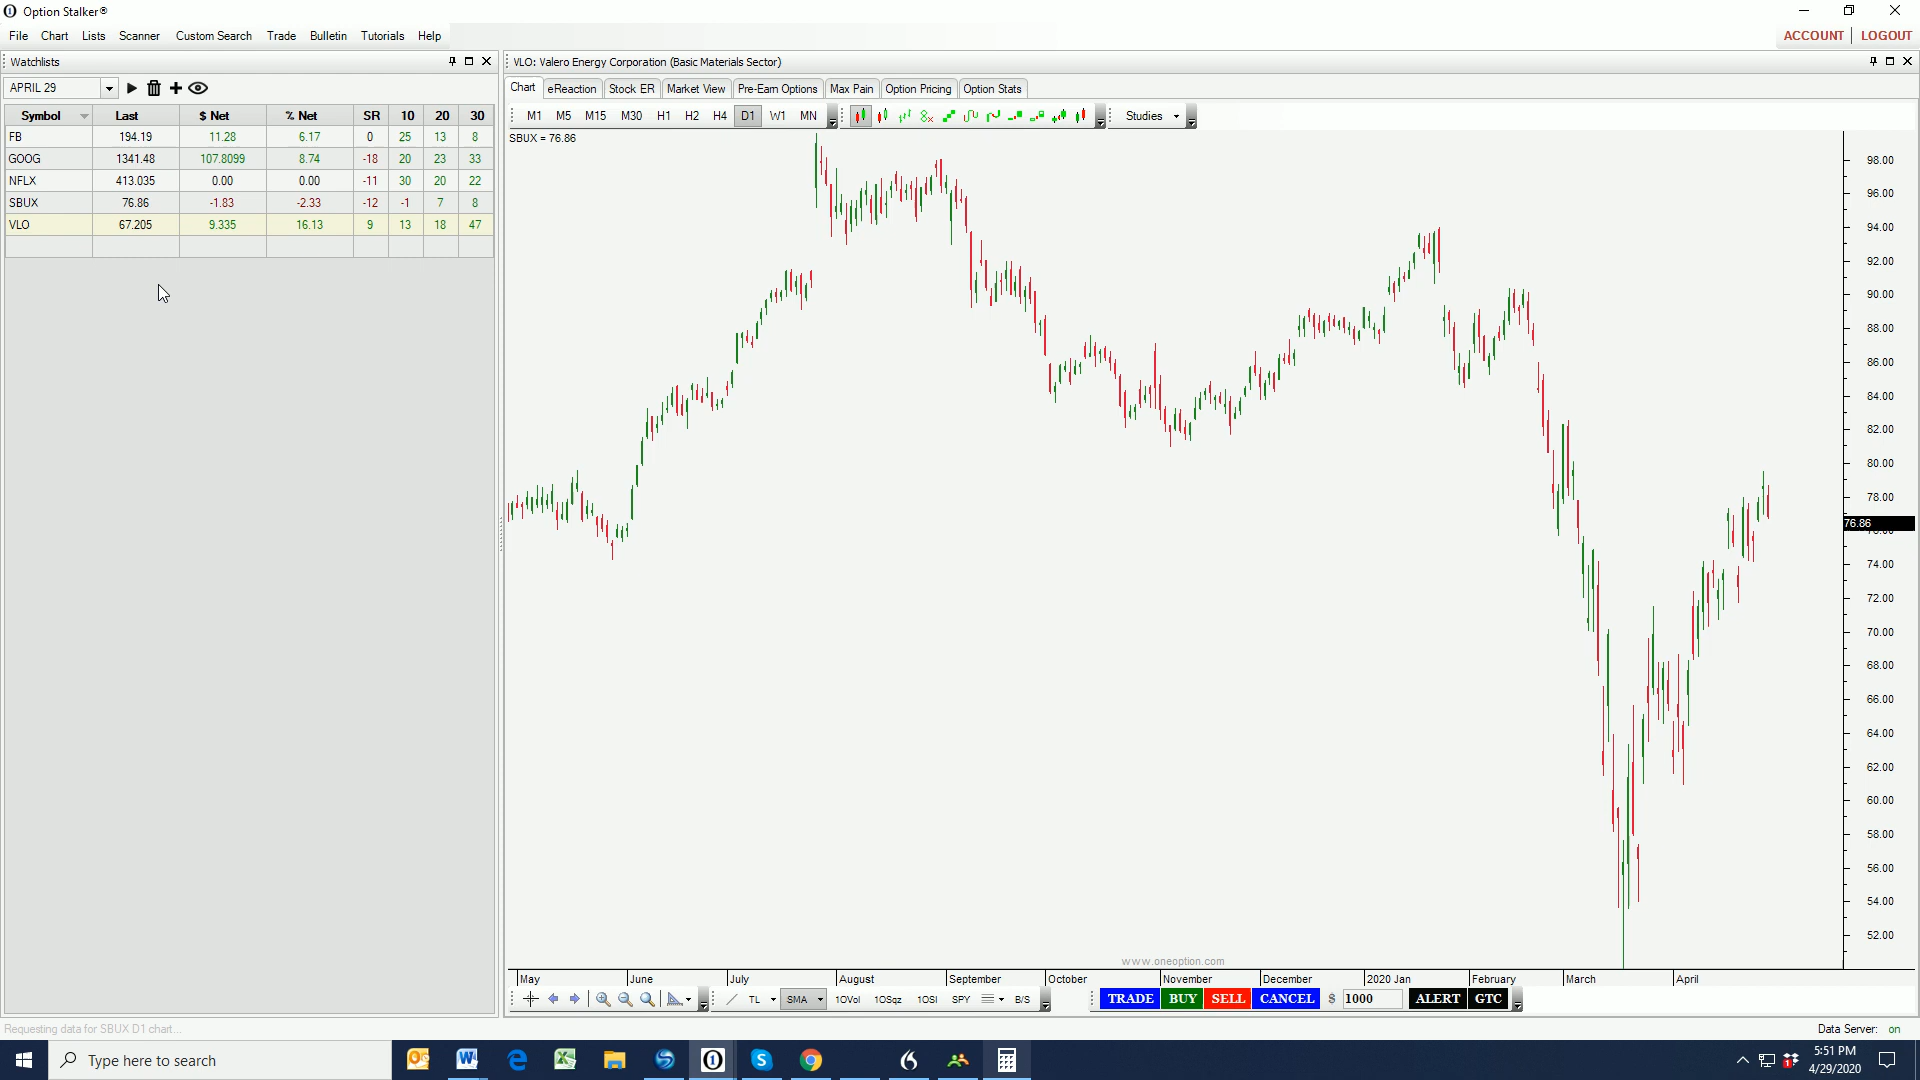 Option Stalker®
File Chart Lists Scanner Custom Search Trade Bulletin Tutorials Help
ACCOUNT LOGOUT
Watchlists
APRIL 29
Symbol Last $ Net % Net SR 10 20 30
FB 194.19 11.28 6.17 0 25 13 8
GOOG 1341.48 107.8099 8.74 -18 20 23 33
NFLX 413.035 0.00 0.00 -11 30 20 22
SBUX 76.86 -1.83 -2.33 -12 -1 7 8
VLO 67.205 9.335 16.13 9 13 18 47
VLO: Valero Energy Corporation (Basic Materials Sector)
Chart eReaction Stock ER Market View Pre-Earn Options Max Pain Option Pricing Option Stats
M1 M5 M15 M30 H1 H2 H4 D1 W1 MN Studies
SBUX = 76.86
98.00
96.00
94.00
92.00
90.00
88.00
86.00
84.00
82.00
80.00
78.00
76.86
74.00
72.00
70.00
68.00
66.00
64.00
62.00
60.00
58.00
56.00
54.00
52.00
www.oneoption.com
May June July August September October November December 2020 Jan February March April
TL SMA 1OVol 1OSqz 1OSI SPY B/S TRADE BUY SELL CANCEL $ 1000 ALERT GTC
Requesting data for SBUX D1 chart...
Data Server: on
Type here to search
5:51 PM
4/29/2020